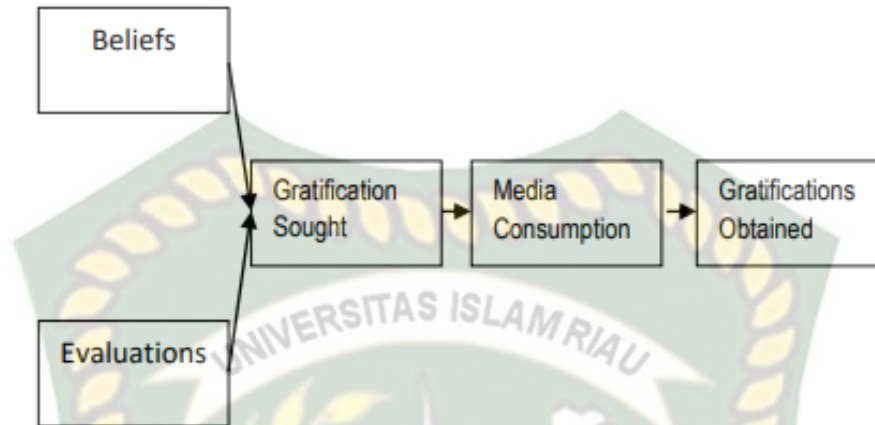 Beliefs
Gratification
Sought
Media
Consumption
Gratifications
Obtained
Evaluations
UNIVERSITAS ISLAM RIAU